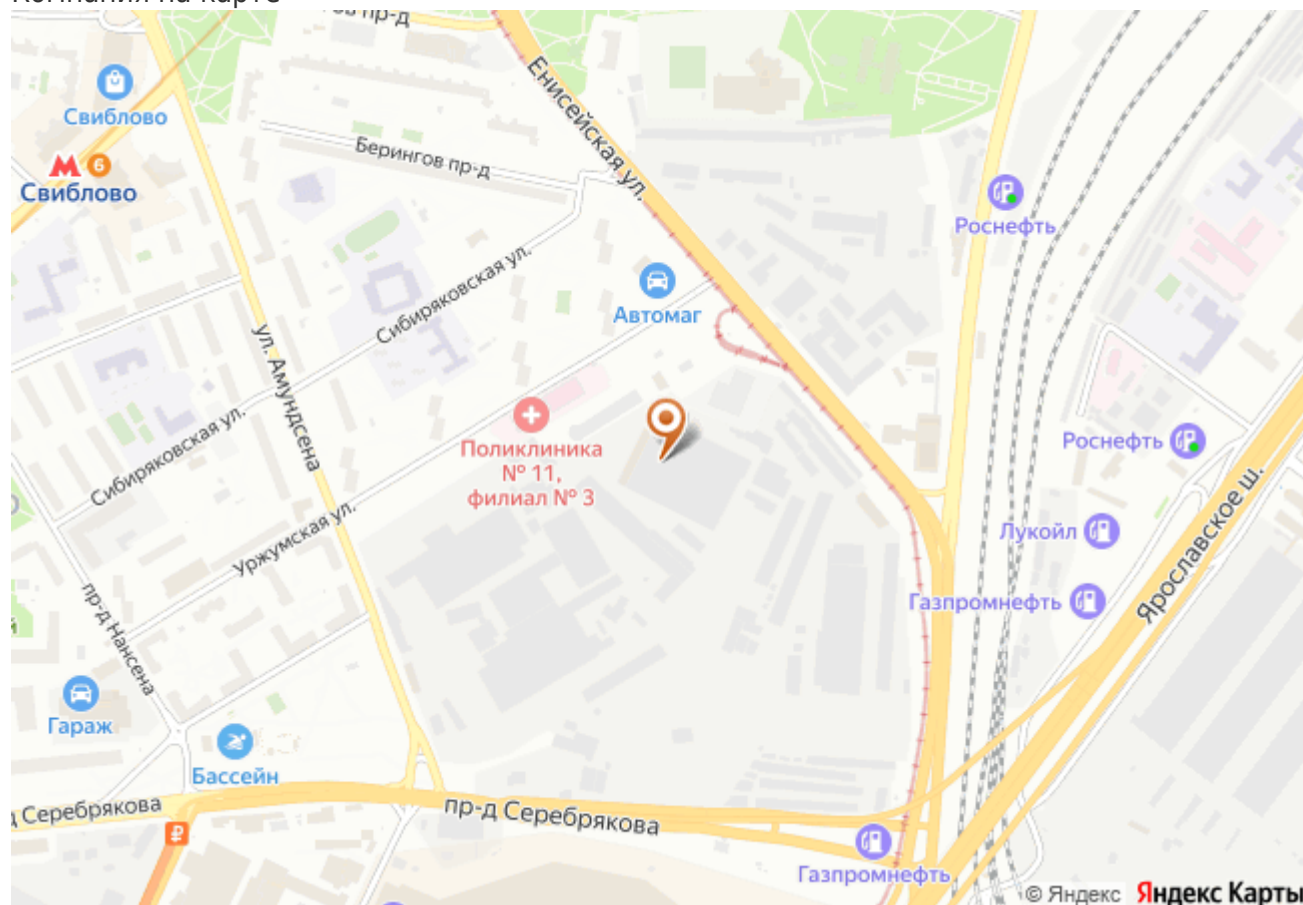 Компания на карте
ов пр-д
Свиблово
6
Свиблово
Енисейская ул.
Берингов пр-д
Роснефть
Сибиряковская ул.
Автомаг
ул. Амундсена
Поликлиника
№ 11,
филиал № 3
Роснефть
Сибиряковская ул.
Лукойл
Ярославское ш.
Уржумская ул.
Газпромнефть
пр-д Нансена
й
Гараж
Бассейн
д Серебрякова
пр-д Серебрякова
Газпромнефть
© Яндекс Яндекс Карты